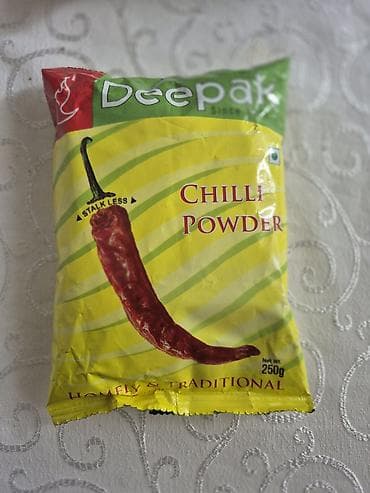 Deepak
STALK LESS
CHILLI
POWDER
Net wt.
250g
HOMELY & TRADITIONAL